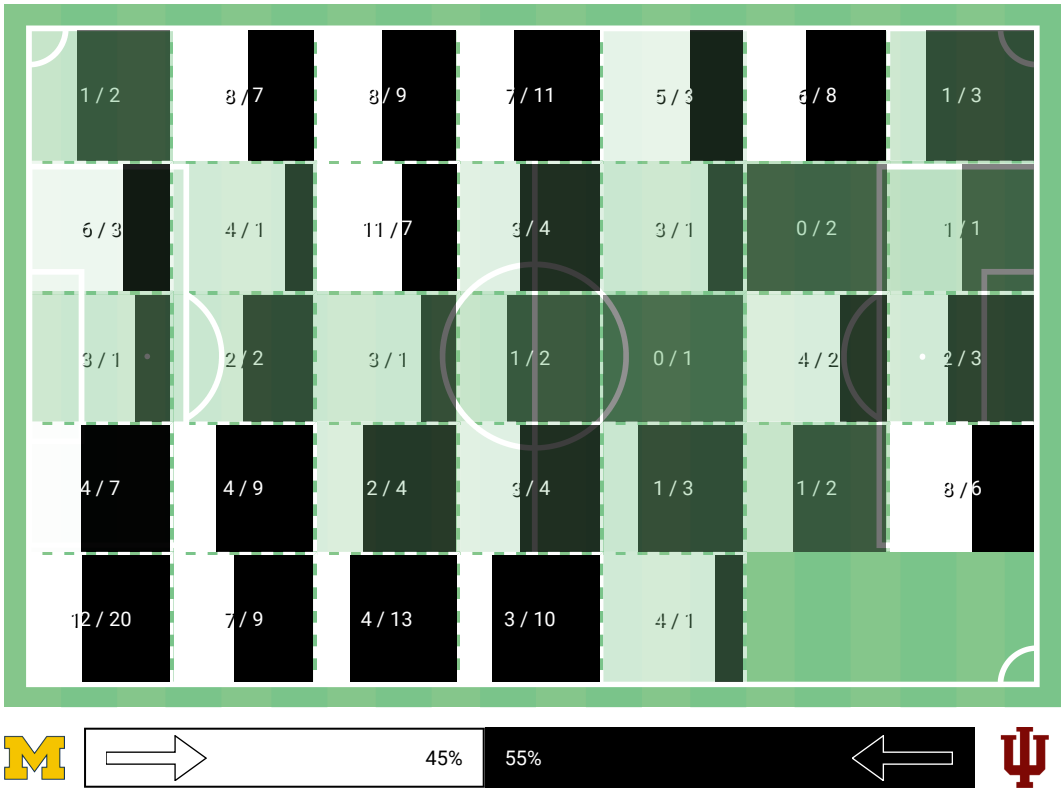 1 / 2 8 / 7 8 / 9 7 / 11 5 / 3 6 / 8 1 / 3
6 / 3 4 / 1 11 / 7 3 / 4 3 / 1 0 / 2 1 / 1
3 / 1 2 / 2 3 / 1 1 / 2 0 / 1 4 / 2 2 / 3
4 / 7 4 / 9 2 / 4 3 / 4 1 / 3 1 / 2 8 / 6
12 / 20 7 / 9 4 / 13 3 / 10 4 / 1
M 45% 55%